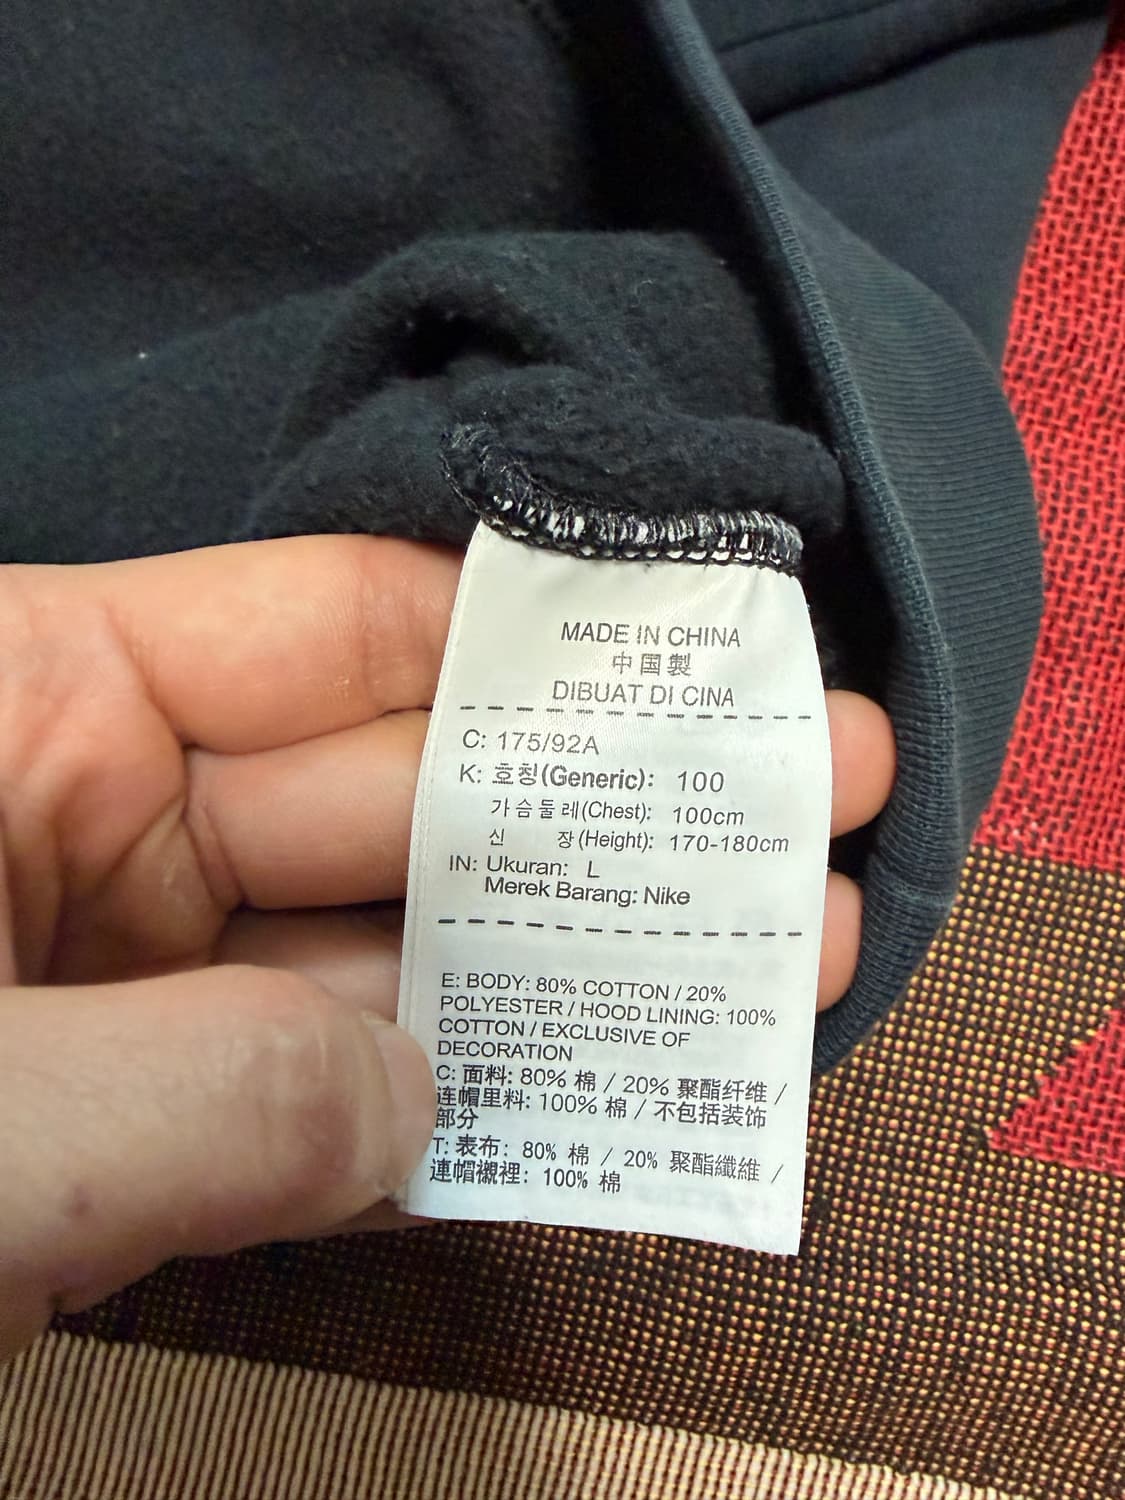 MADE IN CHINA
中国製
DIBUAT DI CINA
C: 175/92A
K: 호칭(Generic): 100
가슴둘레(Chest): 100cm
신 장(Height): 170-180cm
IN: Ukuran: L
Merek Barang: Nike
E: BODY: 80% COTTON / 20%
POLYESTER / HOOD LINING: 100%
COTTON / EXCLUSIVE OF
DECORATION
C: 面料: 80% 棉 / 20% 聚酯纤维 /
连帽里料: 100% 棉 / 不包括装饰
部分
T: 表布: 80% 棉 / 20% 聚酯纖維 /
連帽襯裡: 100% 棉